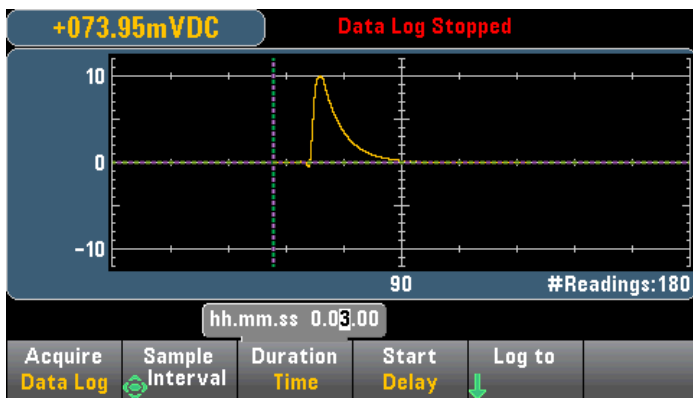 +073.95mVDC Data Log Stopped
10
0
-10
90 #Readings:180
hh.mm.ss 0.03.00
Acquire Sample Duration Start Log to
Data Log Interval Time Delay